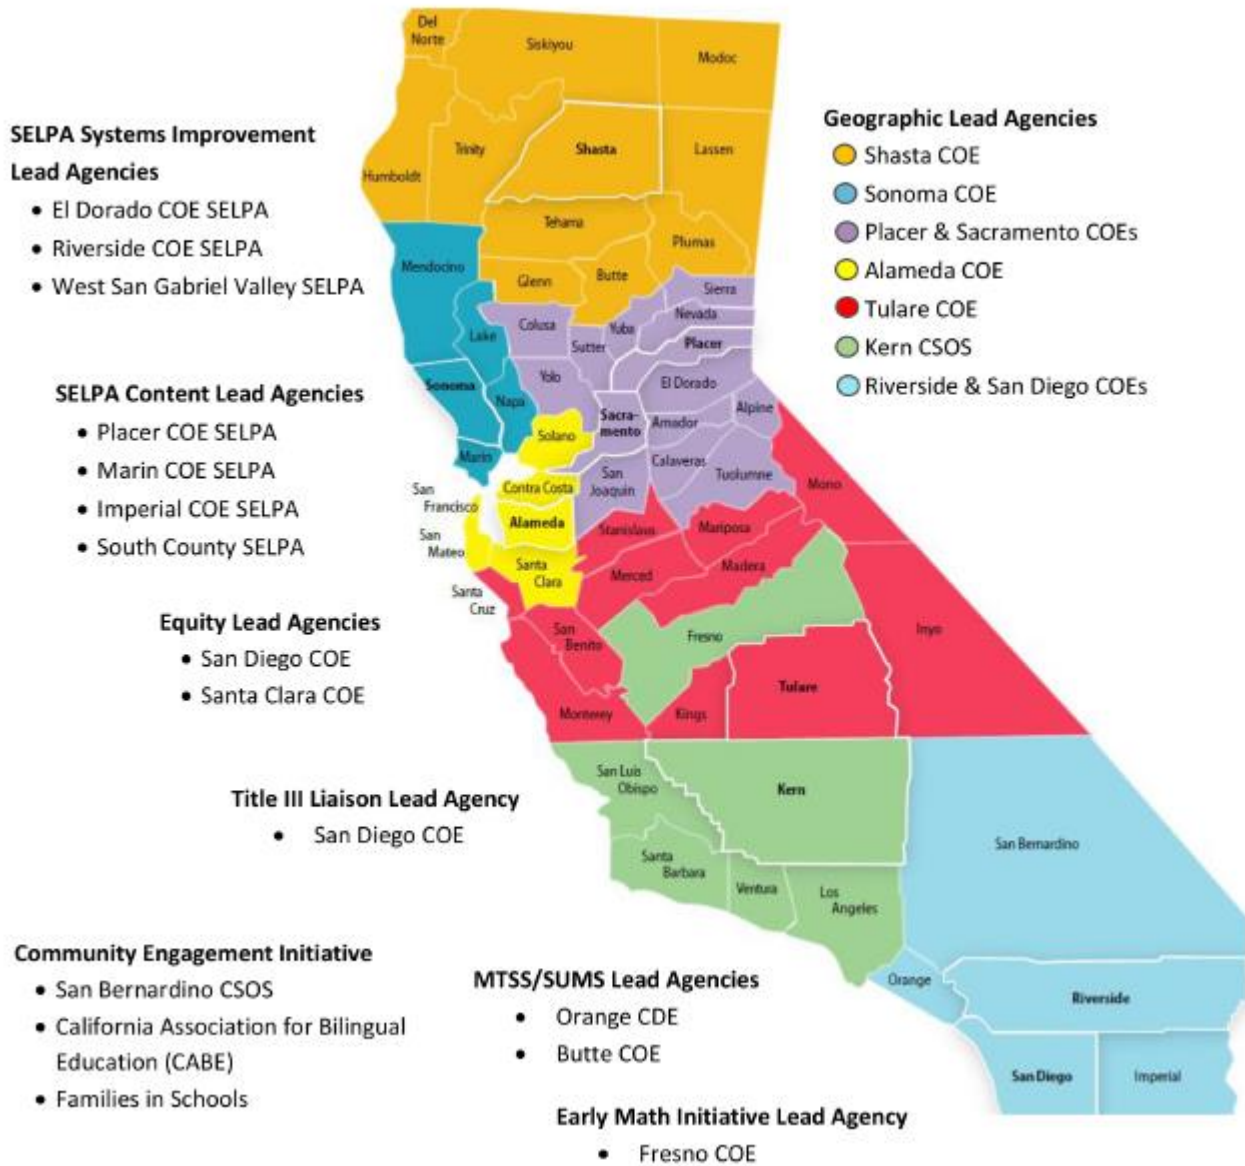 Del
Norte
Siskiyou
Modoc
SELPA Systems Improvement
Lead Agencies
• El Dorado COE SELPA
• Riverside COE SELPA
• West San Gabriel Valley SELPA
Geographic Lead Agencies
Shasta COE
Sonoma COE
Placer & Sacramento COEs
Alameda COE
Tulare COE
Kern CSOS
Riverside & San Diego COEs
Humboldt
Trinity
Shasta
Lassen
Tehama
Plumas
Mendocino
Glenn
Butte
Sierra
Lake
Colusa
Sutter
Yuba
Nevada
Placer
Sonoma
Napa
Yolo
El Dorado
Sacra-
mento
Amador
Alpine
Solano
Marin
Calaveras
Tuolumne
San
Joaquin
Contra Costa
San
Francisco
Alameda
Stanislaus
Mariposa
Mono
San
Mateo
Santa
Clara
Merced
Madera
Santa
Cruz
San
Benito
Fresno
Inyo
Tulare
Monterey
Kings
SELPA Content Lead Agencies
• Placer COE SELPA
• Marin COE SELPA
• Imperial COE SELPA
• South County SELPA
Equity Lead Agencies
• San Diego COE
• Santa Clara COE
San Luis
Obispo
Kern
San Bernardino
Santa
Barbara
Ventura
Los
Angeles
Orange
Riverside
San Diego
Imperial
Title III Liaison Lead Agency
• San Diego COE
Community Engagement Initiative
• San Bernardino CSOS
• California Association for Bilingual
Education (CABE)
• Families in Schools
MTSS/SUMS Lead Agencies
• Orange CDE
• Butte COE
Early Math Initiative Lead Agency
• Fresno COE